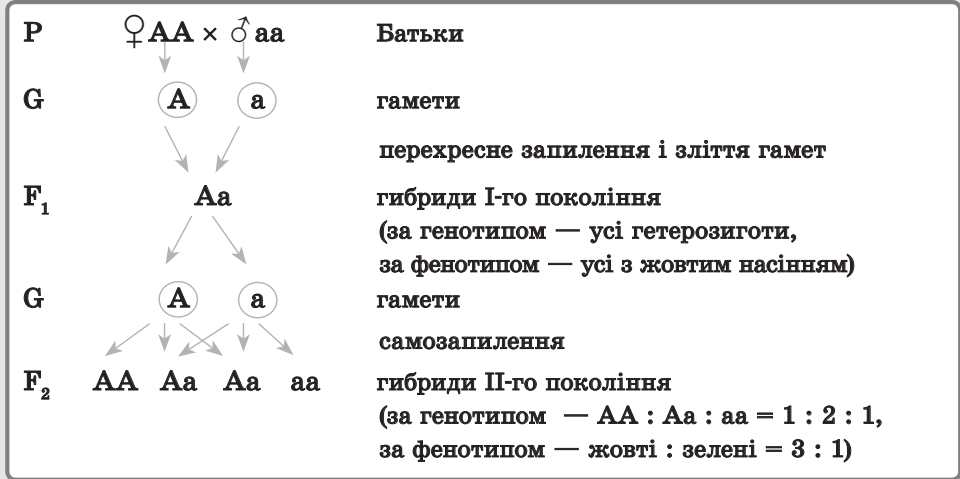 P ♀AA × ♂aa Батьки
G A a гамети
перехресне запилення і злиття гамет
F₁ Aa гибриди I-го покоління
(за генотипом — усі гетерозиготи,
за фенотипом — усі з жовтим насінням)
G A a гамети
самозапилення
F₂ AA Aa Aa aa гибриди II-го покоління
(за генотипом — AA : Aa : aa = 1 : 2 : 1,
за фенотипом — жовті : зелені = 3 : 1)